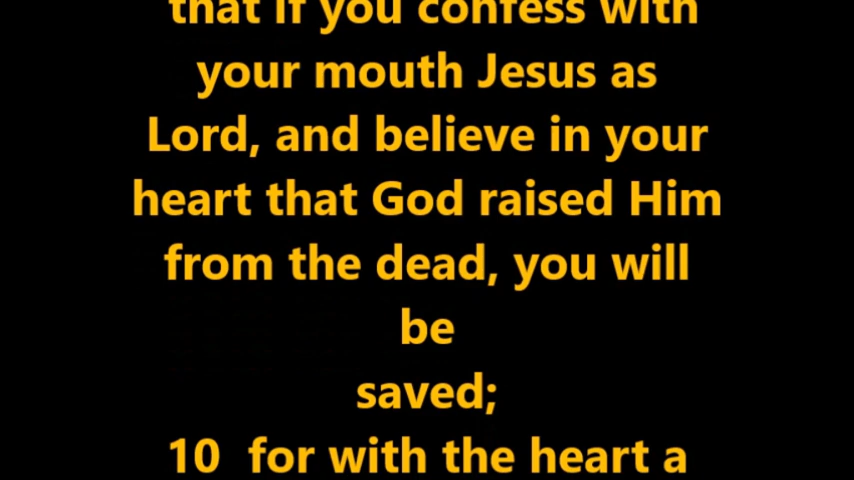 that if you confess with
your mouth Jesus as
Lord, and believe in your
heart that God raised Him
from the dead, you will
be
saved;
10  for with the heart a